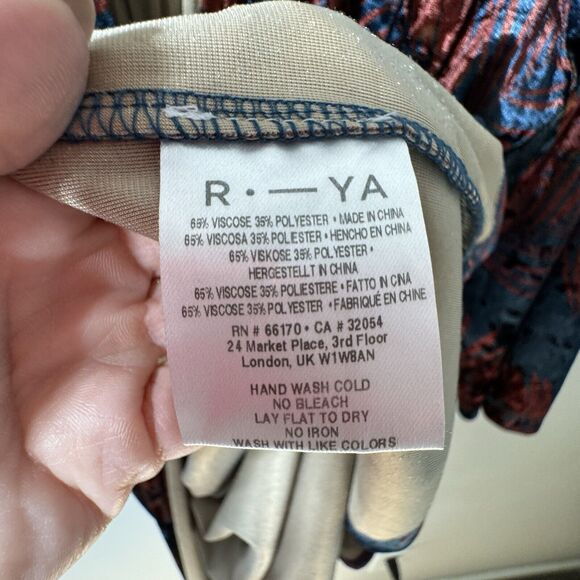 R • — YA
65% VISCOSE 35% POLYESTER • MADE IN CHINA
65% VISCOSA 35% POLIESTER • HENCHO EN CHINA
65% VISKOSE 35% POLYESTER •
HERGESTELLT IN CHINA
65% VISCOSE 35% POLIESTERE • FATTO IN CINA
65% VISCOSE 35% POLYESTER • FABRIQUÉ EN CHINE
RN # 66170 • CA # 32054
24 Market Place, 3rd Floor
London, UK W1W8AN
HAND WASH COLD
NO BLEACH
LAY FLAT TO DRY
NO IRON
WASH WITH LIKE COLORS